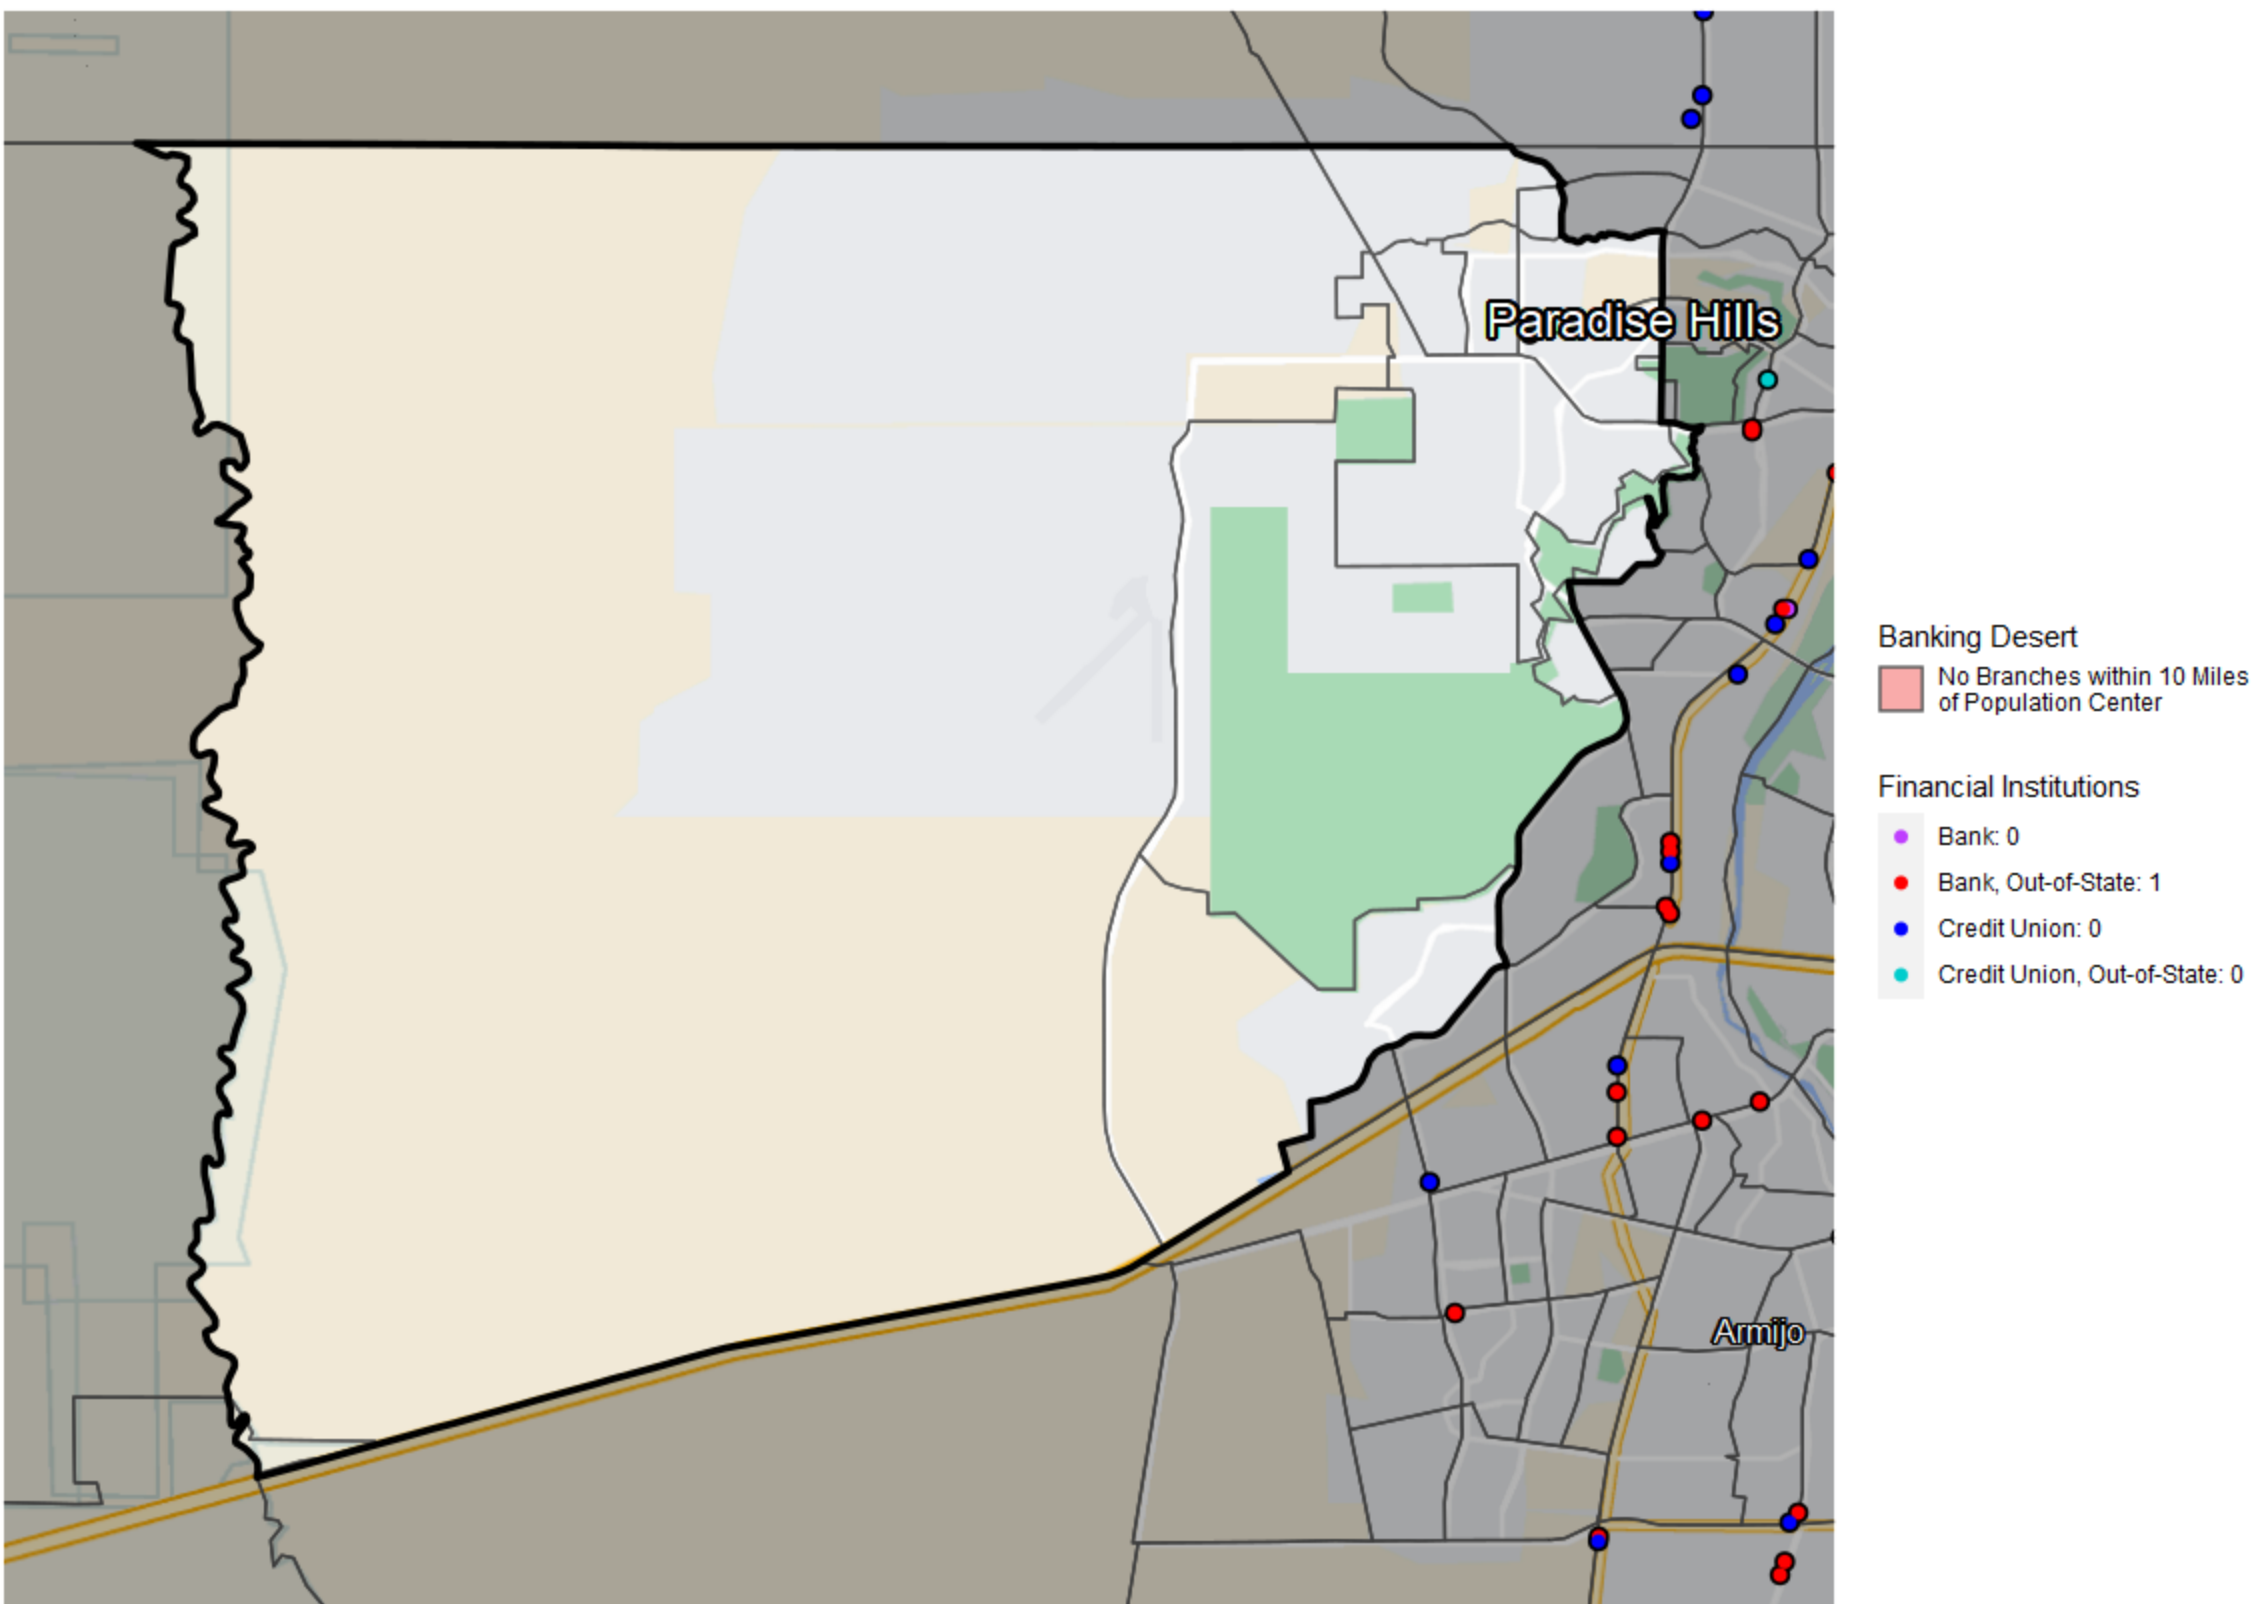 Paradise Hills
Armijo
Banking Desert
No Branches within 10 Miles
of Population Center
Financial Institutions
Bank: 0
Bank, Out-of-State: 1
Credit Union: 0
Credit Union, Out-of-State: 0